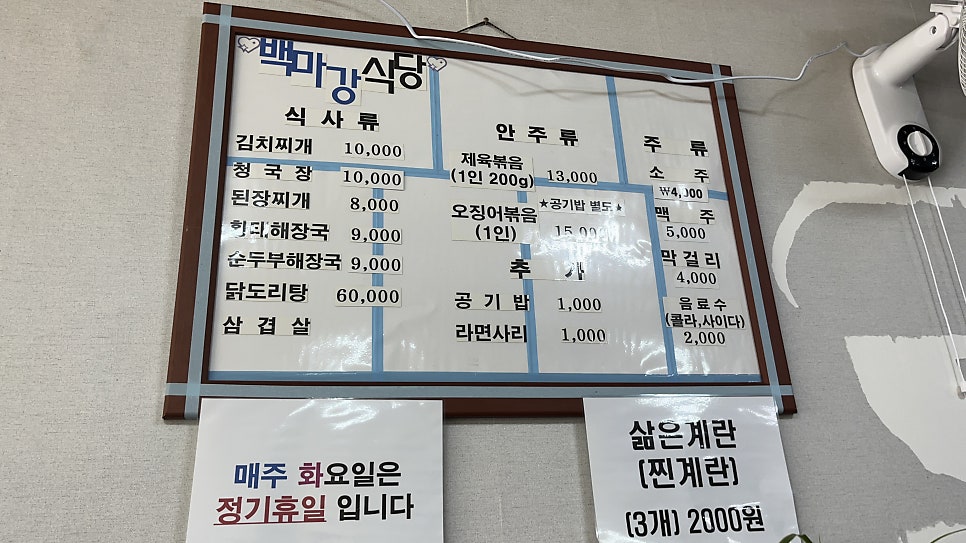 백마강식당
식 사 류
김치찌개 10,000
청국장 10,000
된장찌개 8,000
황태해장국 9,000
순두부해장국 9,000
닭도리탕 60,000
삼겹살
안 주 류
제육볶음
(1인 200g) 13,000
★공기밥 별도★
오징어볶음
(1인) 15,000
추 가
공기밥 1,000
라면사리 1,000
주 류
소 주
₩4,000
맥 주
5,000
막걸리
4,000
음료수
(콜라,사이다)
2,000
매주 화요일은
정기휴일 입니다
삶은계란
(찐계란)
(3개) 2000원